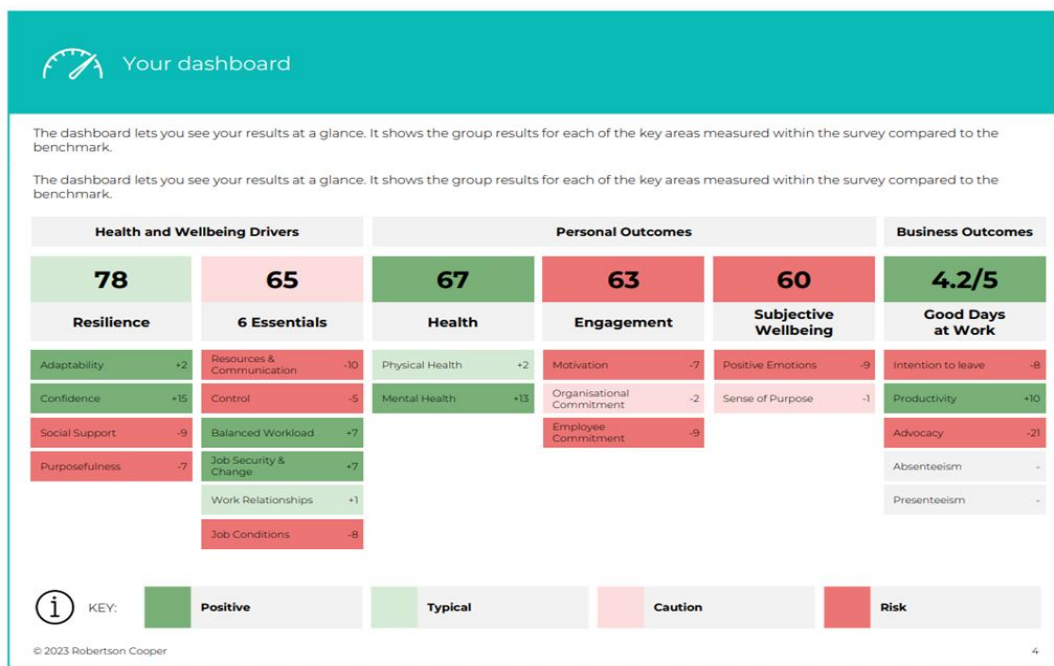 Your dashboard
The dashboard lets you see your results at a glance. It shows the group results for each of the key areas measured within the survey compared to the
benchmark.
The dashboard lets you see your results at a glance. It shows the group results for each of the key areas measured within the survey compared to the
benchmark.
Health and Wellbeing Drivers
Personal Outcomes
Business Outcomes
78
65
67
63
60
4.2/5
Resilience
6 Essentials
Health
Engagement
Subjective
Wellbeing
Good Days
at Work
Adaptability +2
Confidence +15
Social Support -9
Purposefulness -7
Resources &
Communication -10
Control -5
Balanced Workload +7
Job Security &
Change +7
Work Relationships +1
Job Conditions -8
Physical Health +2
Mental Health +13
Motivation -7
Organisational
Commitment -2
Employee
Commitment -9
Positive Emotions -9
Sense of Purpose -1
Intention to leave -8
Productivity +10
Advocacy -21
Absenteeism -
Presenteeism -
i KEY:
Positive
Typical
Caution
Risk
© 2023 Robertson Cooper
4